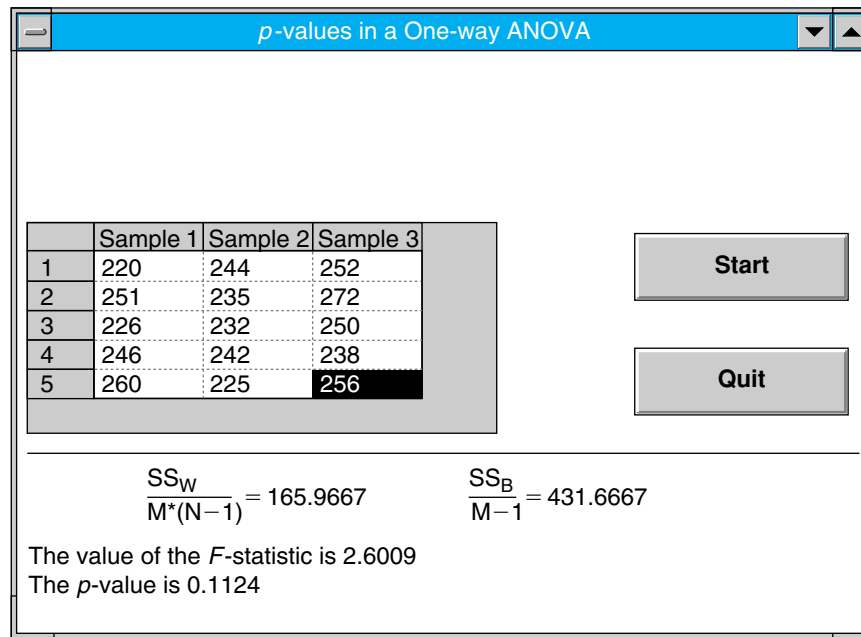 p-values in a One-way ANOVA
Sample 1 Sample 2 Sample 3
1 220 244 252
2 251 235 272
3 226 232 250
4 246 242 238
5 260 225 256
Start
Quit
SS_W / M*(N−1) = 165.9667
SS_B / M−1 = 431.6667
The value of the F-statistic is 2.6009
The p-value is 0.1124